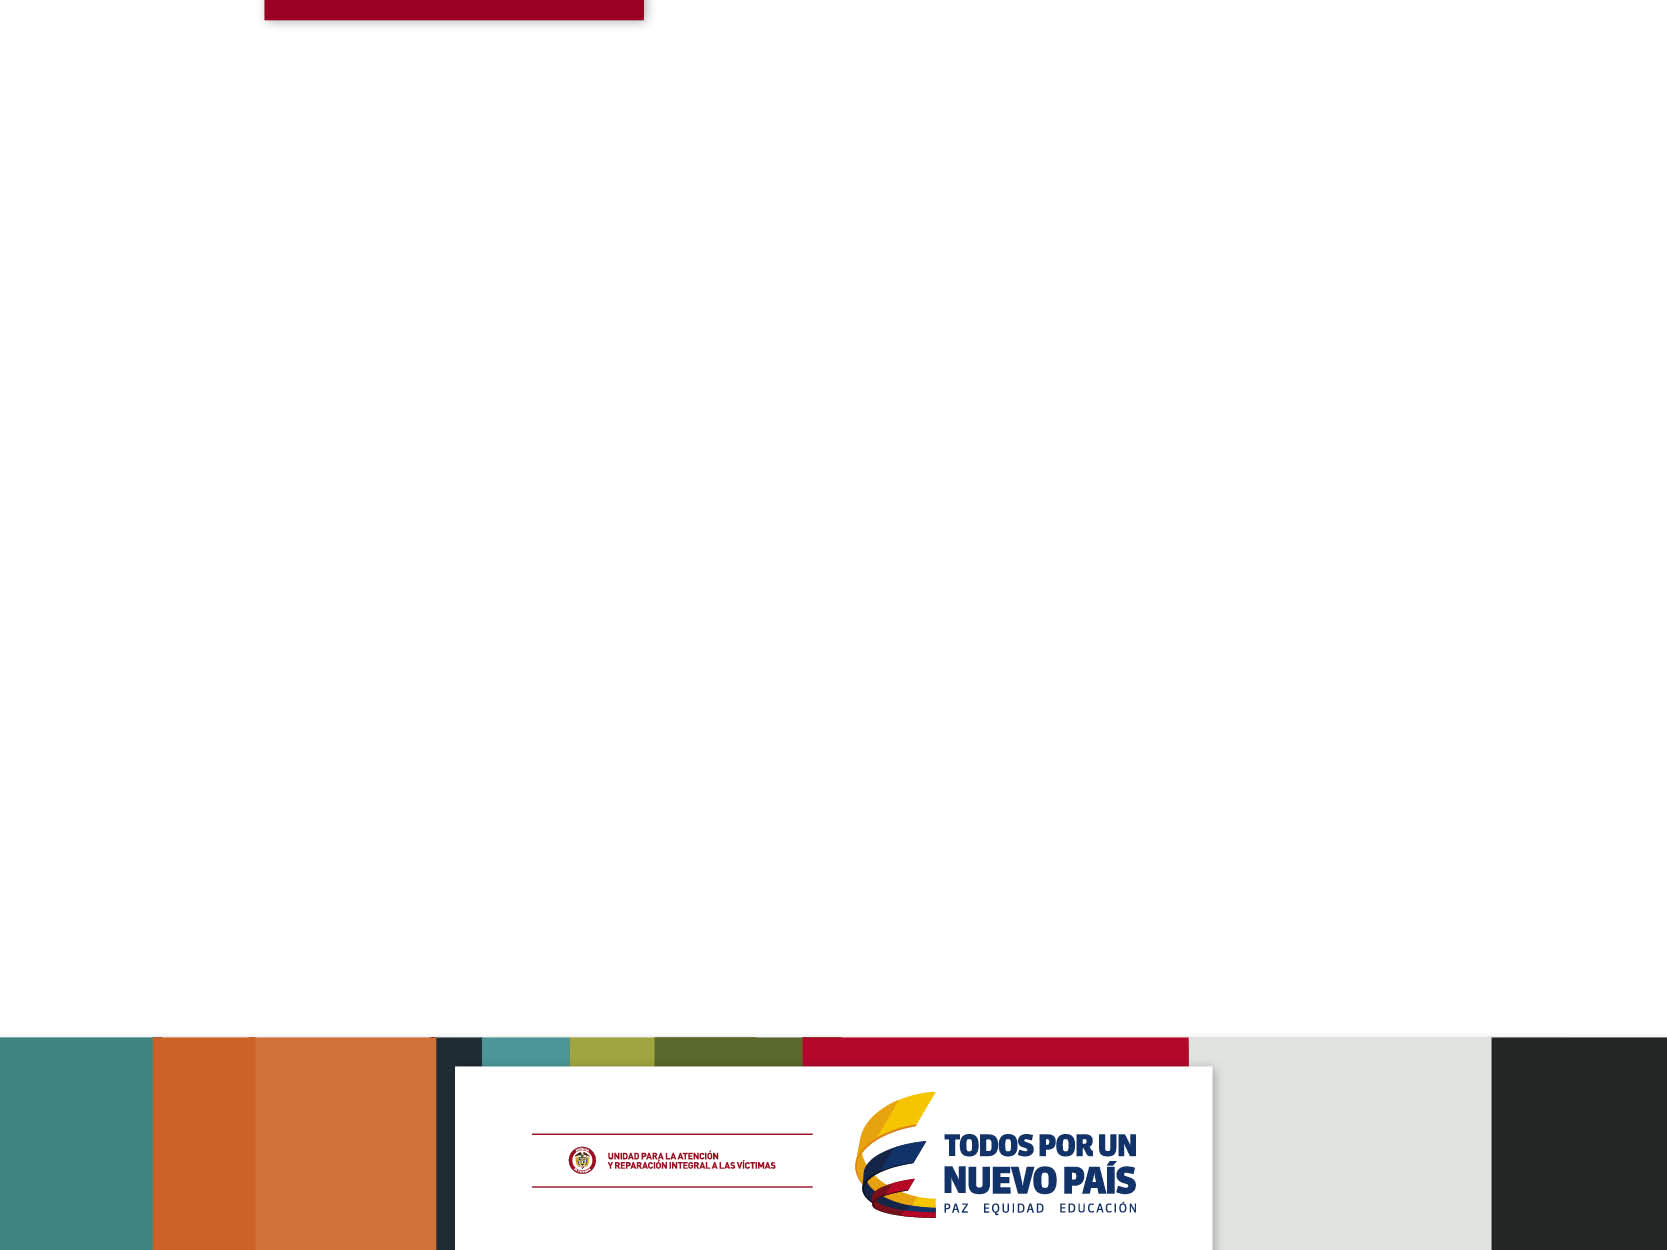 UNIDAD PARA LA ATENCIÓN
Y REPARACIÓN INTEGRAL A LAS VÍCTIMAS
TODOS POR UN
NUEVO PAÍS
PAZ EQUIDAD EDUCACIÓN